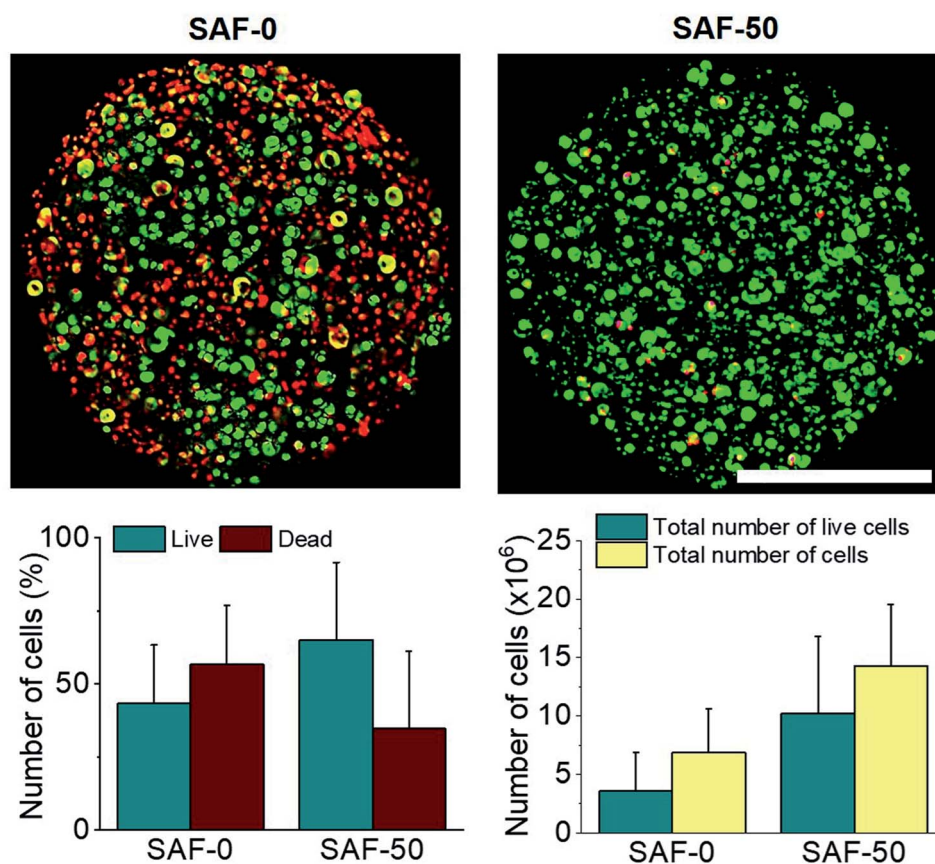 SAF-0
SAF-50
100
50
0
Number of cells (%)
Live
Dead
SAF-0
SAF-50
Total number of live cells
Total number of cells
25
20
15
10
5
0
Number of cells (x10⁶)
SAF-0
SAF-50